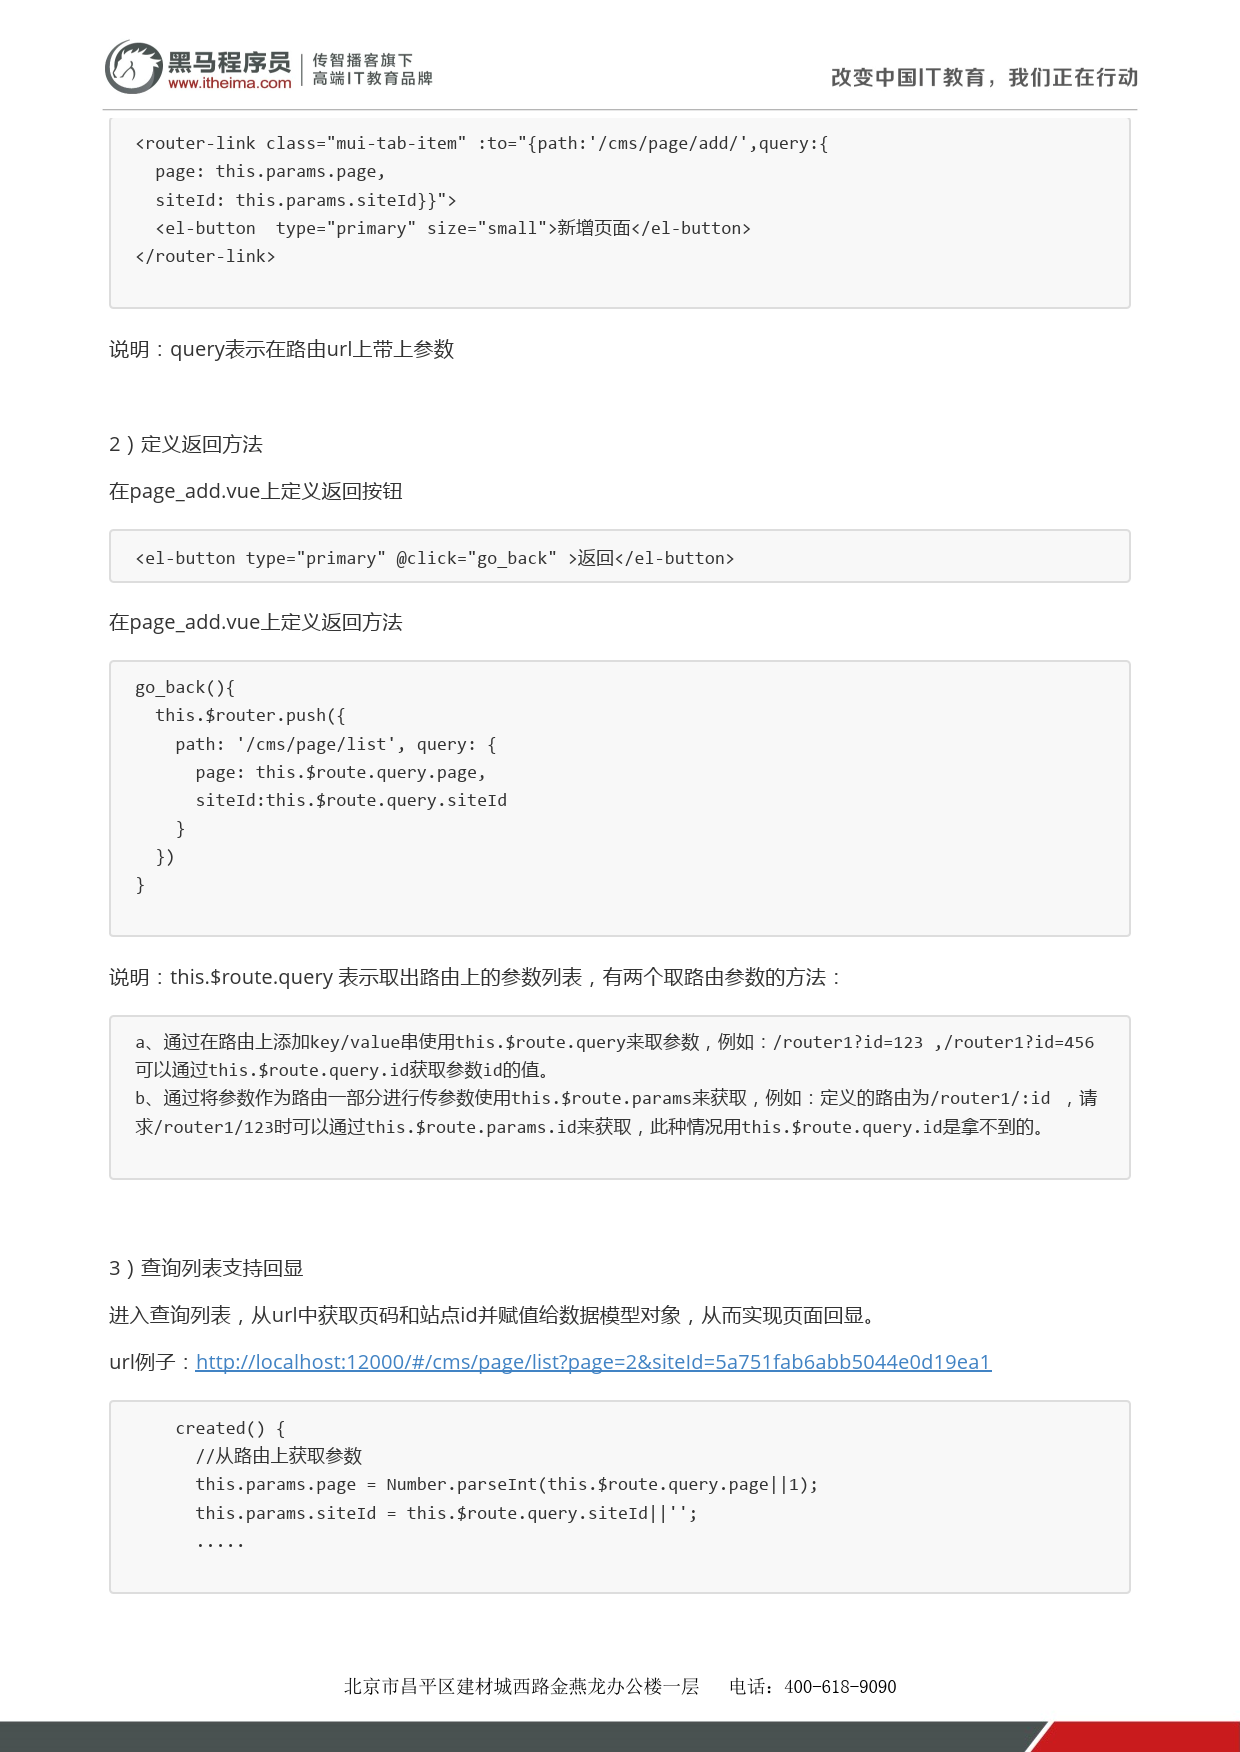 黑马程序员
www.itheima.com
传智播客旗下
高端IT教育品牌
改变中国IT教育，我们正在行动
<router-link class="mui-tab-item" :to="{path:'/cms/page/add/',query:{
  page: this.params.page,
  siteId: this.params.siteId}}">
  <el-button  type="primary" size="small">新增页面</el-button>
</router-link>
说明：query表示在路由url上带上参数
2）定义返回方法
在page_add.vue上定义返回按钮
<el-button type="primary" @click="go_back" >返回</el-button>
在page_add.vue上定义返回方法
go_back(){
  this.$router.push({
    path: '/cms/page/list', query: {
      page: this.$route.query.page,
      siteId:this.$route.query.siteId
    }
  })
}
说明：this.$route.query 表示取出路由上的参数列表，有两个取路由参数的方法：
a、通过在路由上添加key/value串使用this.$route.query来取参数，例如：/router1?id=123 ,/router1?id=456
可以通过this.$route.query.id获取参数id的值。
b、通过将参数作为路由一部分进行传参数使用this.$route.params来获取，例如：定义的路由为/router1/:id ，请
求/router1/123时可以通过this.$route.params.id来获取，此种情况用this.$route.query.id是拿不到的。
3）查询列表支持回显
进入查询列表，从url中获取页码和站点id并赋值给数据模型对象，从而实现页面回显。
url例子：http://localhost:12000/#/cms/page/list?page=2&siteId=5a751fab6abb5044e0d19ea1
    created() {
      //从路由上获取参数
      this.params.page = Number.parseInt(this.$route.query.page||1);
      this.params.siteId = this.$route.query.siteId||'';
      .....
北京市昌平区建材城西路金燕龙办公楼一层   电话：400-618-9090